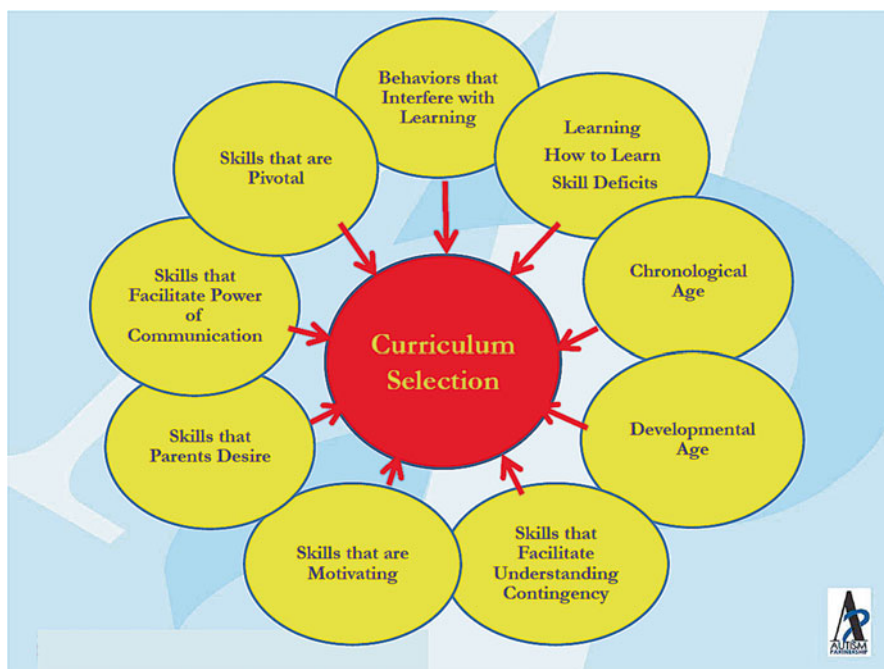 Behaviors that
Interfere with
Learning
Learning
How to Learn
Skill Deficits
Chronological
Age
Developmental
Age
Skills that
Facilitate
Understanding
Contingency
Skills that are
Motivating
Skills that
Parents Desire
Skills that
Facilitate Power
of
Communication
Skills that are
Pivotal
Curriculum
Selection
AP
AUTISM
PARTNERSHIP